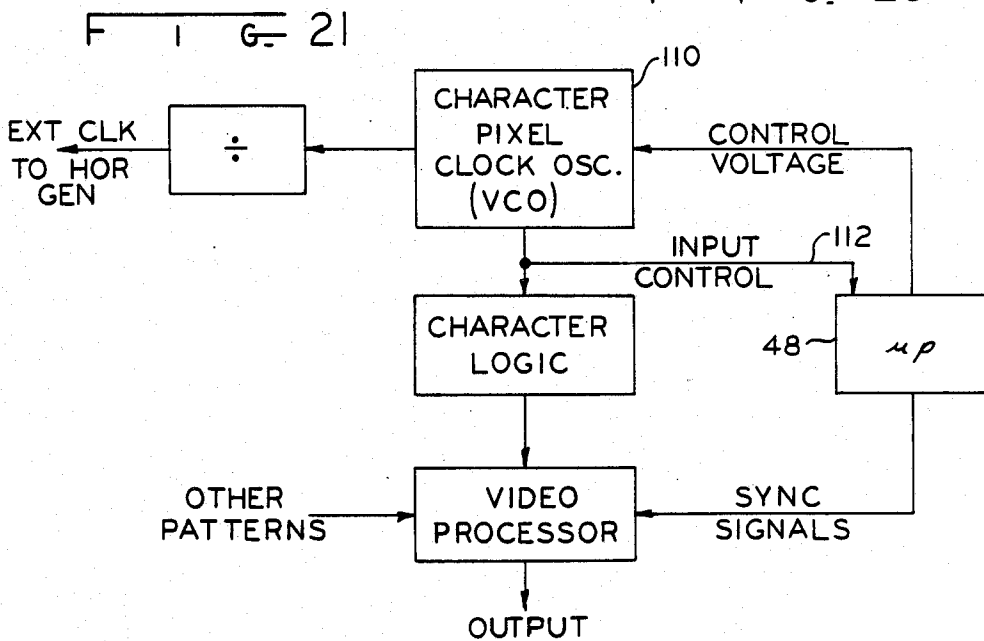 F I G. 21
110
CHARACTER
PIXEL
CLOCK OSC.
(VCO)
EXT CLK
TO HOR
GEN
÷
CONTROL
VOLTAGE
INPUT
CONTROL
112
CHARACTER
LOGIC
48
μp
OTHER
PATTERNS
VIDEO
PROCESSOR
SYNC
SIGNALS
OUTPUT